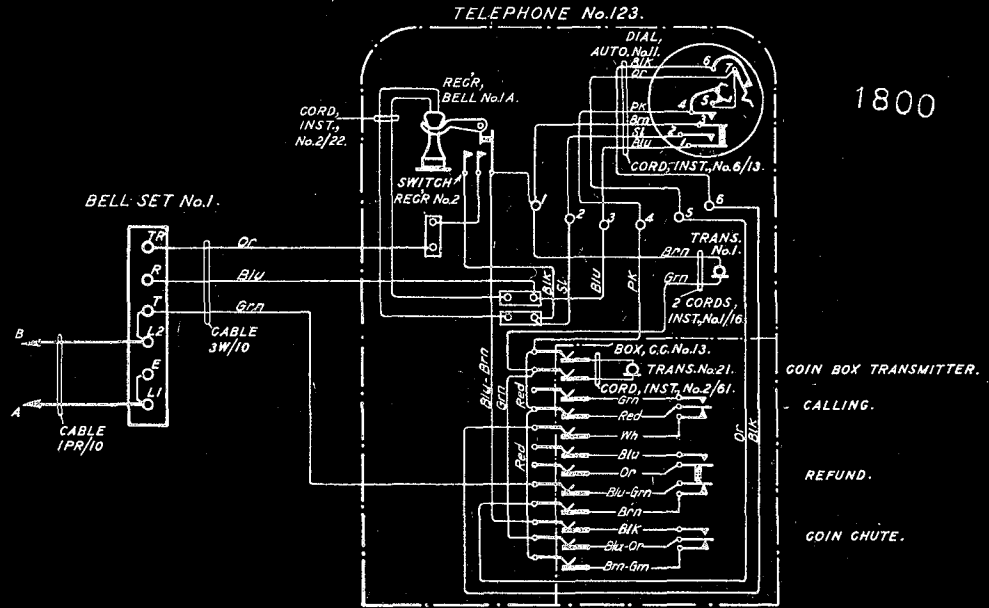 TELEPHONE No.123.
1800
DIAL,
AUTO. No.11.
Blk
Or
6
7
REC'R,
BELL No.1A.
CORD,
INST.,
No.2/22.
PK
4
5
Brn
3
Sl
2
Blu
1
CORD, INST., No.6/13.
SWITCH
REC'R No.2
BELL SET No.1.
1
2
3
4
5
6
TR
Or
TRANS.
No.1.
Brn
R
Blu
Blk
Sl
Blu
PK
Grn
T
Grn
2 CORDS,
INST., No.1/16.
B
L2
CABLE
3W/10
BOX, C.C. No.13.
TRANS. No.21.
COIN BOX TRANSMITTER.
E
CORD, INST., No.2/61.
Blu-Brn
Grn
Red
Grn
L1
Red
CALLING.
A
CABLE
1PR/10
Wh
Or
Blk
Red
Blu
Or
REFUND.
Blu-Grn
Brn
Blk
COIN CHUTE.
Blu-Or
Brn-Grn